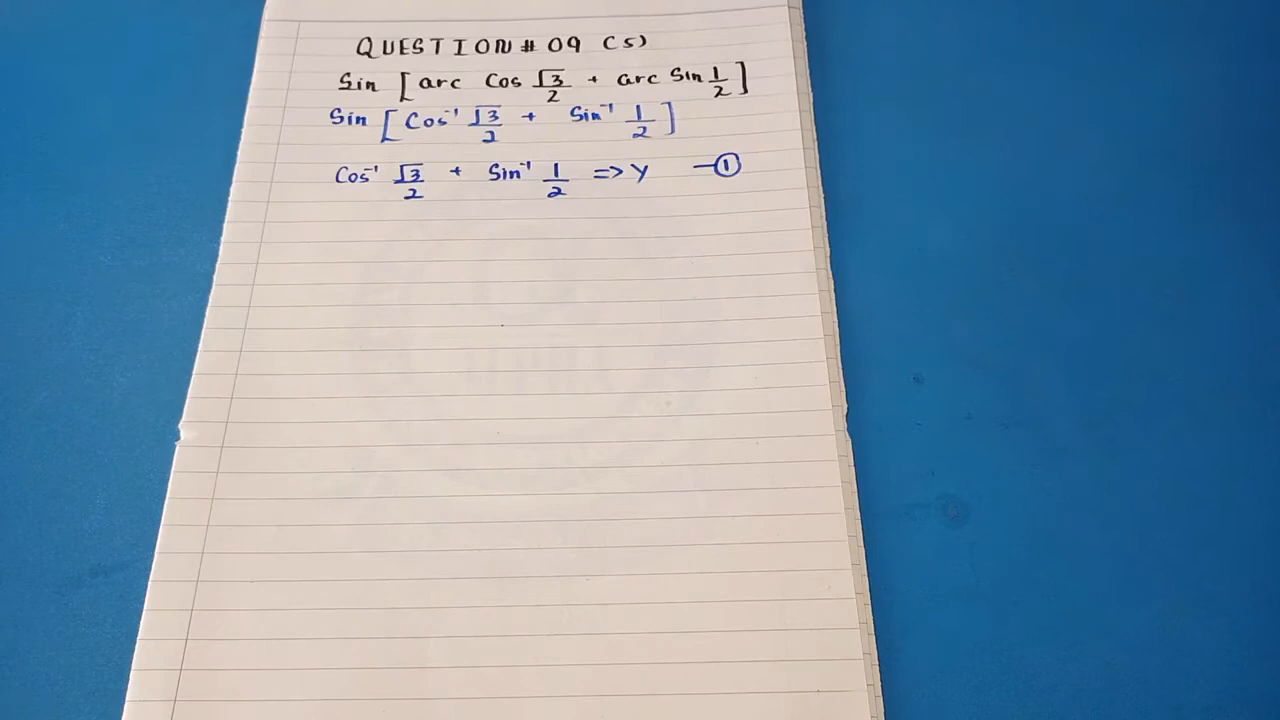 QUESTION # 09 (5)
Sin [arc Cos √3/2 + arc Sin 1/2]
Sin [Cos⁻¹ √3/2 + Sin⁻¹ 1/2]
Cos⁻¹ √3/2 + Sin⁻¹ 1/2 => Y —①